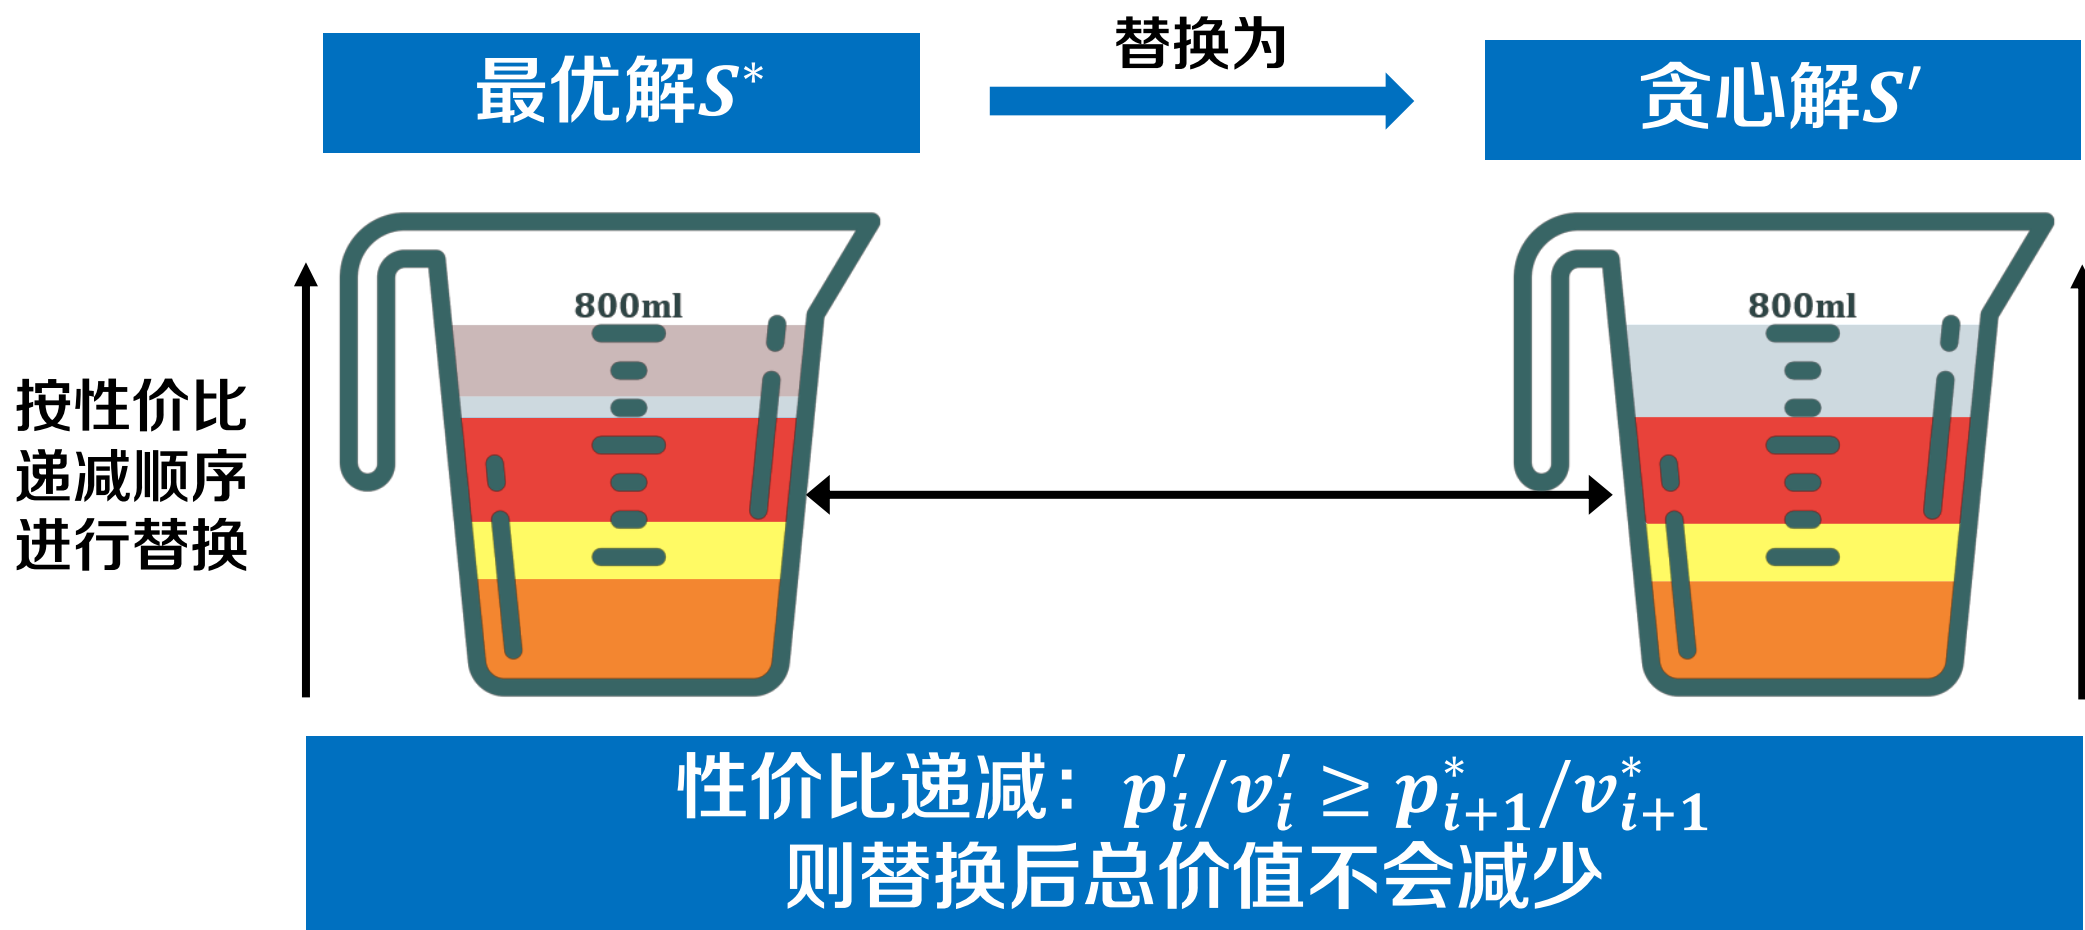 最优解S*
替换为
贪心解S′
800ml
800ml
按性价比
递减顺序
进行替换
性价比递减：p′ᵢ/v′ᵢ ≥ p*ᵢ₊₁/v*ᵢ₊₁
则替换后总价值不会减少